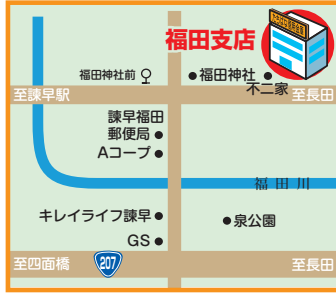 福田支店
福田神社前
●福田神社 ●
不二家
至諫早駅
至長田
諫早福田
郵便局●
Aコープ●
福田川
キレイライフ諫早●
●泉公園
GS●
至四面橋
207
至長田